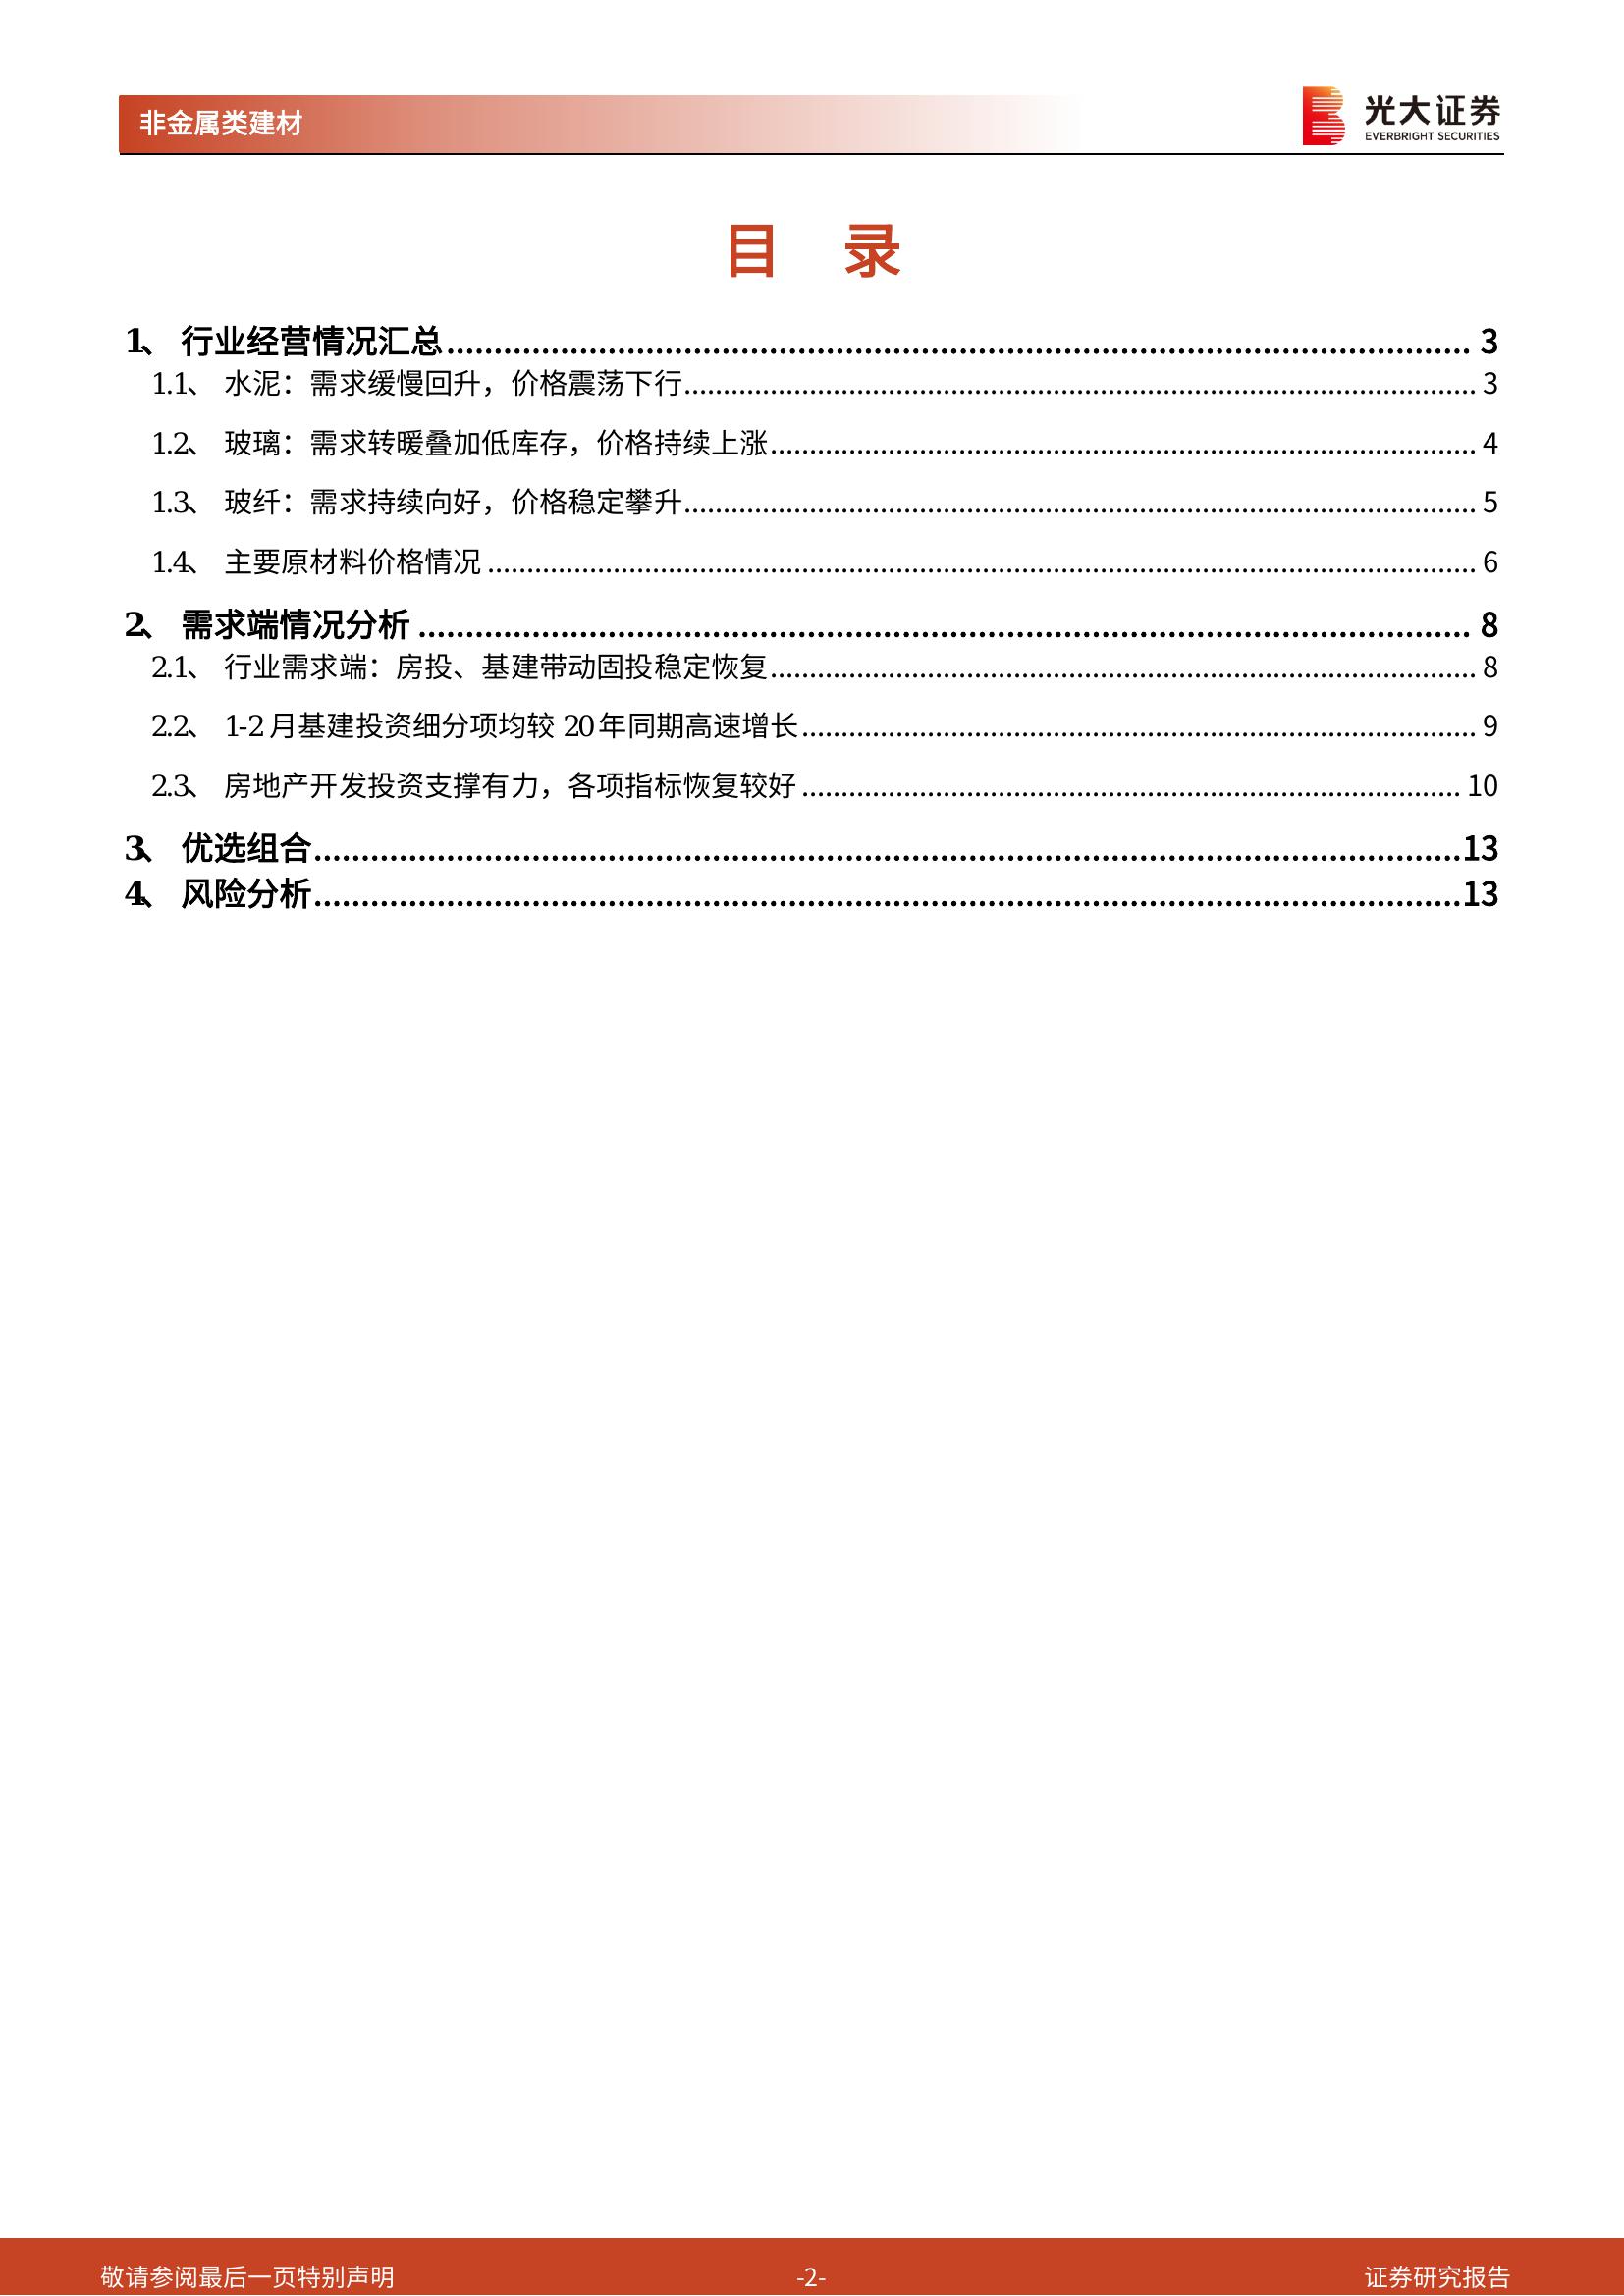 非金属类建材
光大证券
EVERBRIGHT SECURITIES
目 录
1、 行业经营情况汇总 3
1.1、 水泥：需求缓慢回升，价格震荡下行 3
1.2、 玻璃：需求转暖叠加低库存，价格持续上涨 4
1.3、 玻纤：需求持续向好，价格稳定攀升 5
1.4、 主要原材料价格情况 6
2、 需求端情况分析 8
2.1、 行业需求端：房投、基建带动固投稳定恢复 8
2.2、 1-2 月基建投资细分项均较 20 年同期高速增长 9
2.3、 房地产开发投资支撑有力，各项指标恢复较好 10
3、 优选组合 13
4、 风险分析 13
敬请参阅最后一页特别声明 -2- 证券研究报告